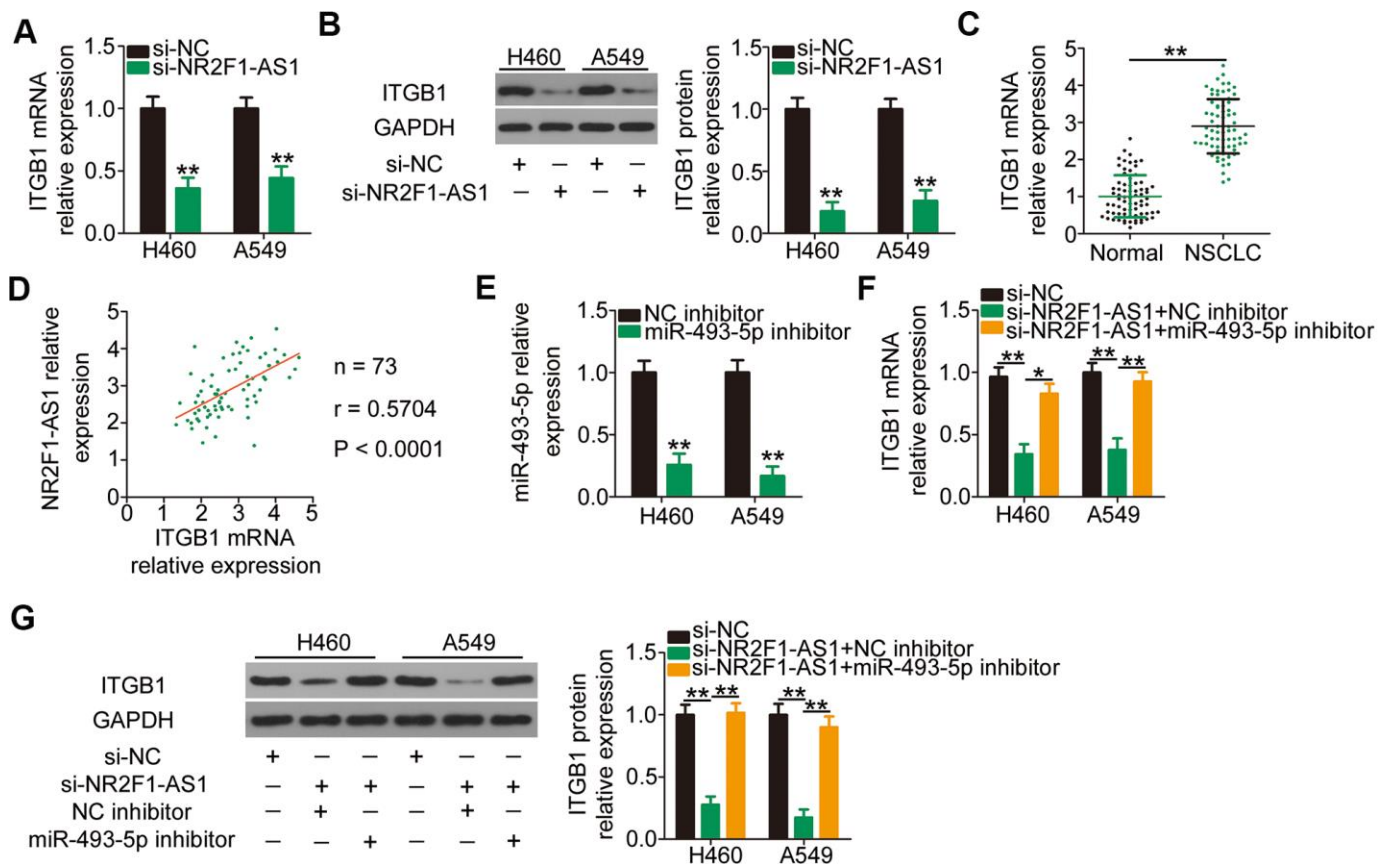 A
ITGB1 mRNA
relative expression
1.5
1.0
0.5
0.0
si-NC
si-NR2F1-AS1
**
**
H460
A549
B
H460
A549
ITGB1
GAPDH
si-NC
+ – + –
si-NR2F1-AS1
– + – +
ITGB1 protein
relative expression
1.5
1.0
0.5
0.0
si-NC
si-NR2F1-AS1
**
**
H460
A549
C
ITGB1 mRNA
relative expression
5
4
3
2
1
0
**
Normal
NSCLC
D
NR2F1-AS1 relative
expression
5
4
3
2
1
0
0 1 2 3 4 5
ITGB1 mRNA
relative expression
n = 73
r = 0.5704
P < 0.0001
E
miR-493-5p relative
expression
1.5
1.0
0.5
0.0
NC inhibitor
miR-493-5p inhibitor
**
**
H460
A549
F
ITGB1 mRNA
relative expression
1.5
1.0
0.5
0.0
si-NC
si-NR2F1-AS1+NC inhibitor
si-NR2F1-AS1+miR-493-5p inhibitor
** *
** **
H460
A549
G
H460
A549
ITGB1
GAPDH
si-NC
+ – – + – –
si-NR2F1-AS1
– + + – + +
NC inhibitor
– + – – + –
miR-493-5p inhibitor
– – + – – +
ITGB1 protein
relative expression
1.5
1.0
0.5
0.0
si-NC
si-NR2F1-AS1+NC inhibitor
si-NR2F1-AS1+miR-493-5p inhibitor
** **
** **
H460
A549